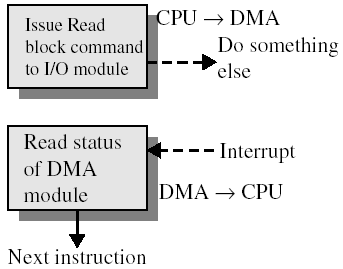 Issue Read
block command
to I/O module
CPU → DMA
Do something
else
Read status
of DMA
module
Interrupt
DMA → CPU
Next instruction